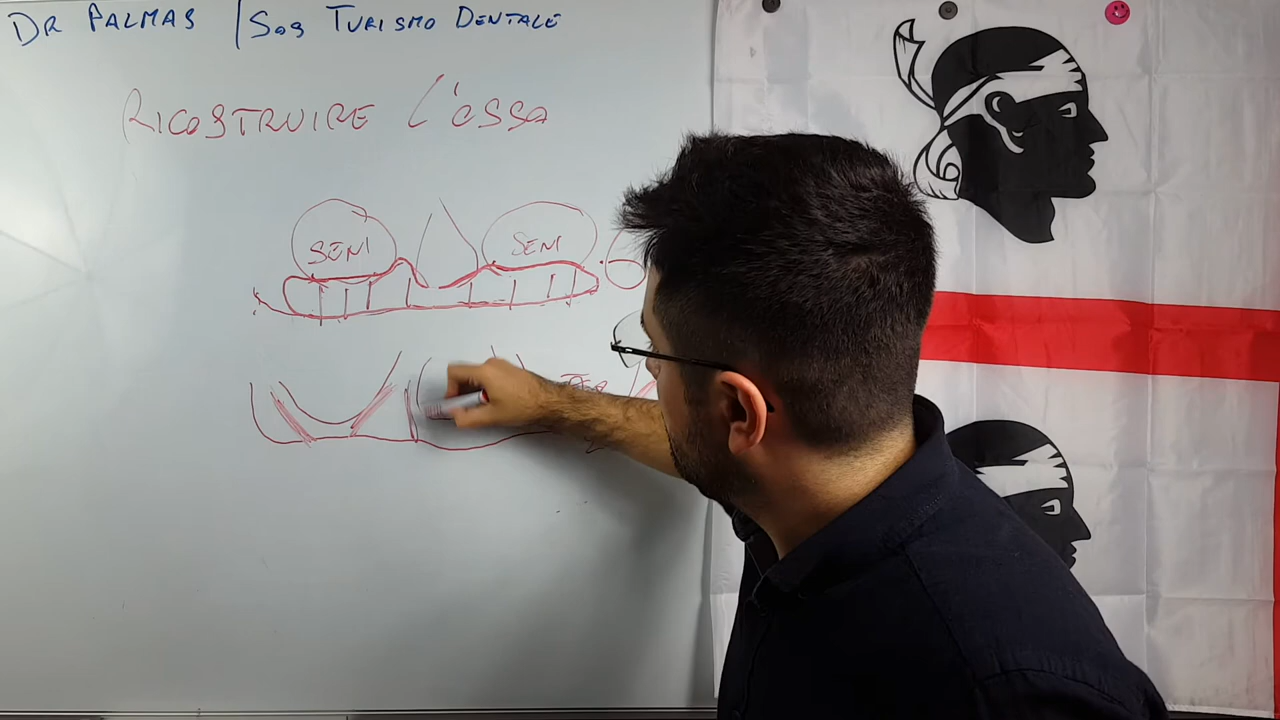 DR PALMAS | SOS TURISMO DENTALE
RICOSTRUIRE L'OSSO
SENI SENI